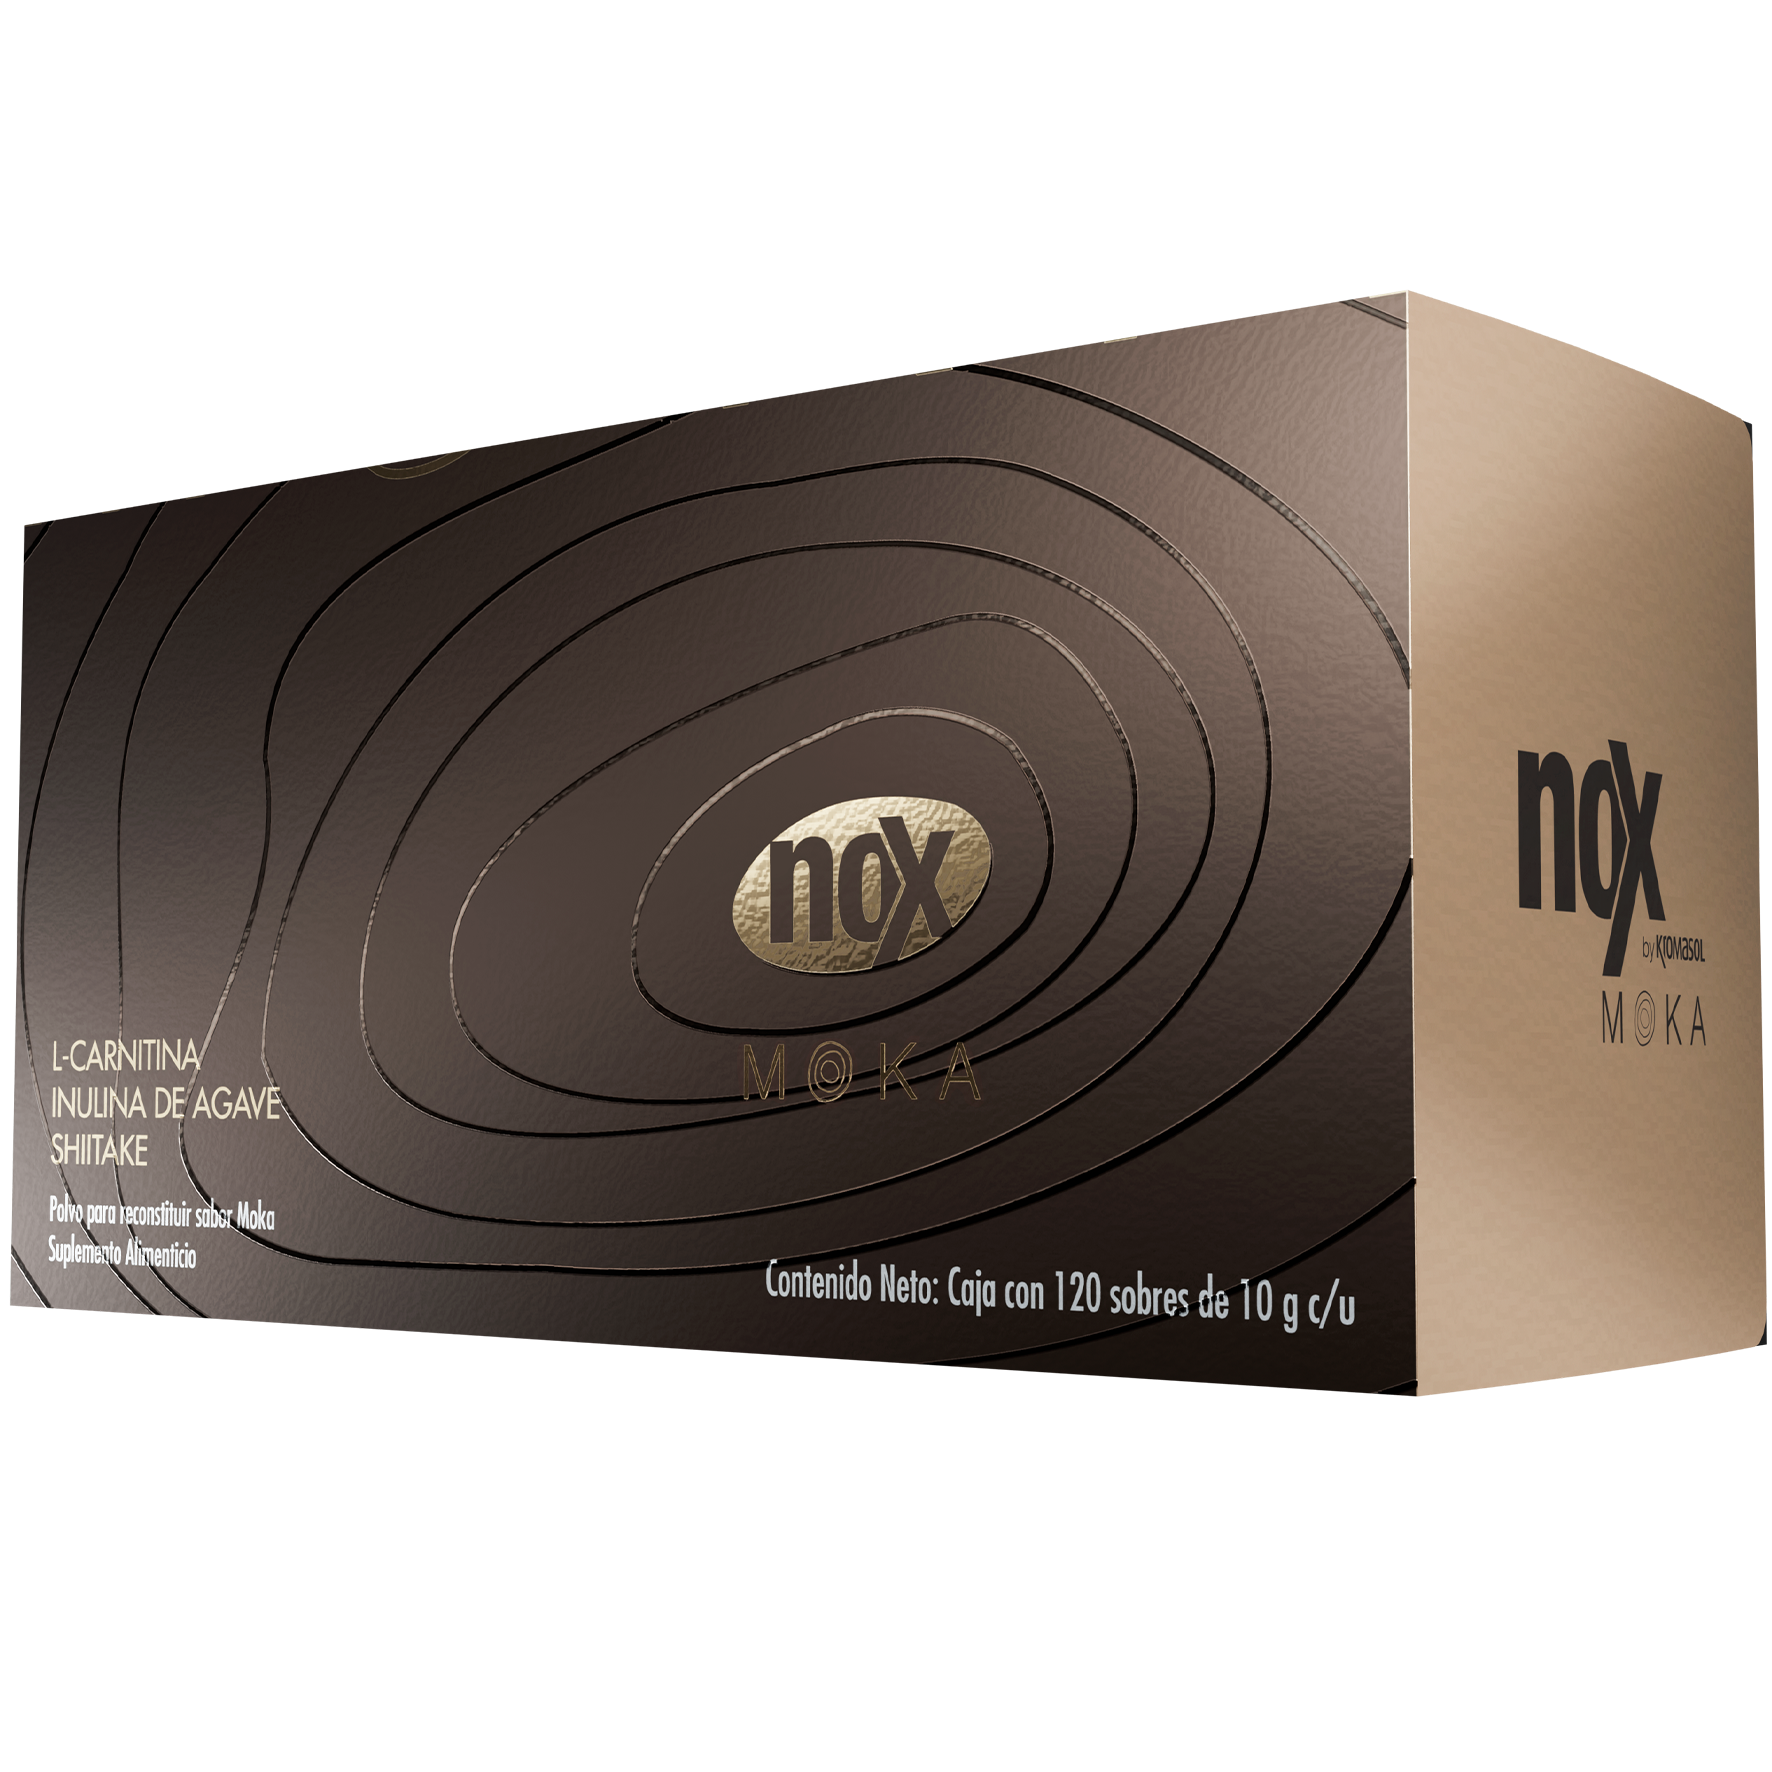 nox
MOKA
L-CARNITINA
INULINA DE AGAVE
SHIITAKE
Polvo para reconstituir sabor Moka
Suplemento Alimenticio
Contenido Neto: Caja con 120 sobres de 10 g c/u
nox
by KROMASOL
MOKA